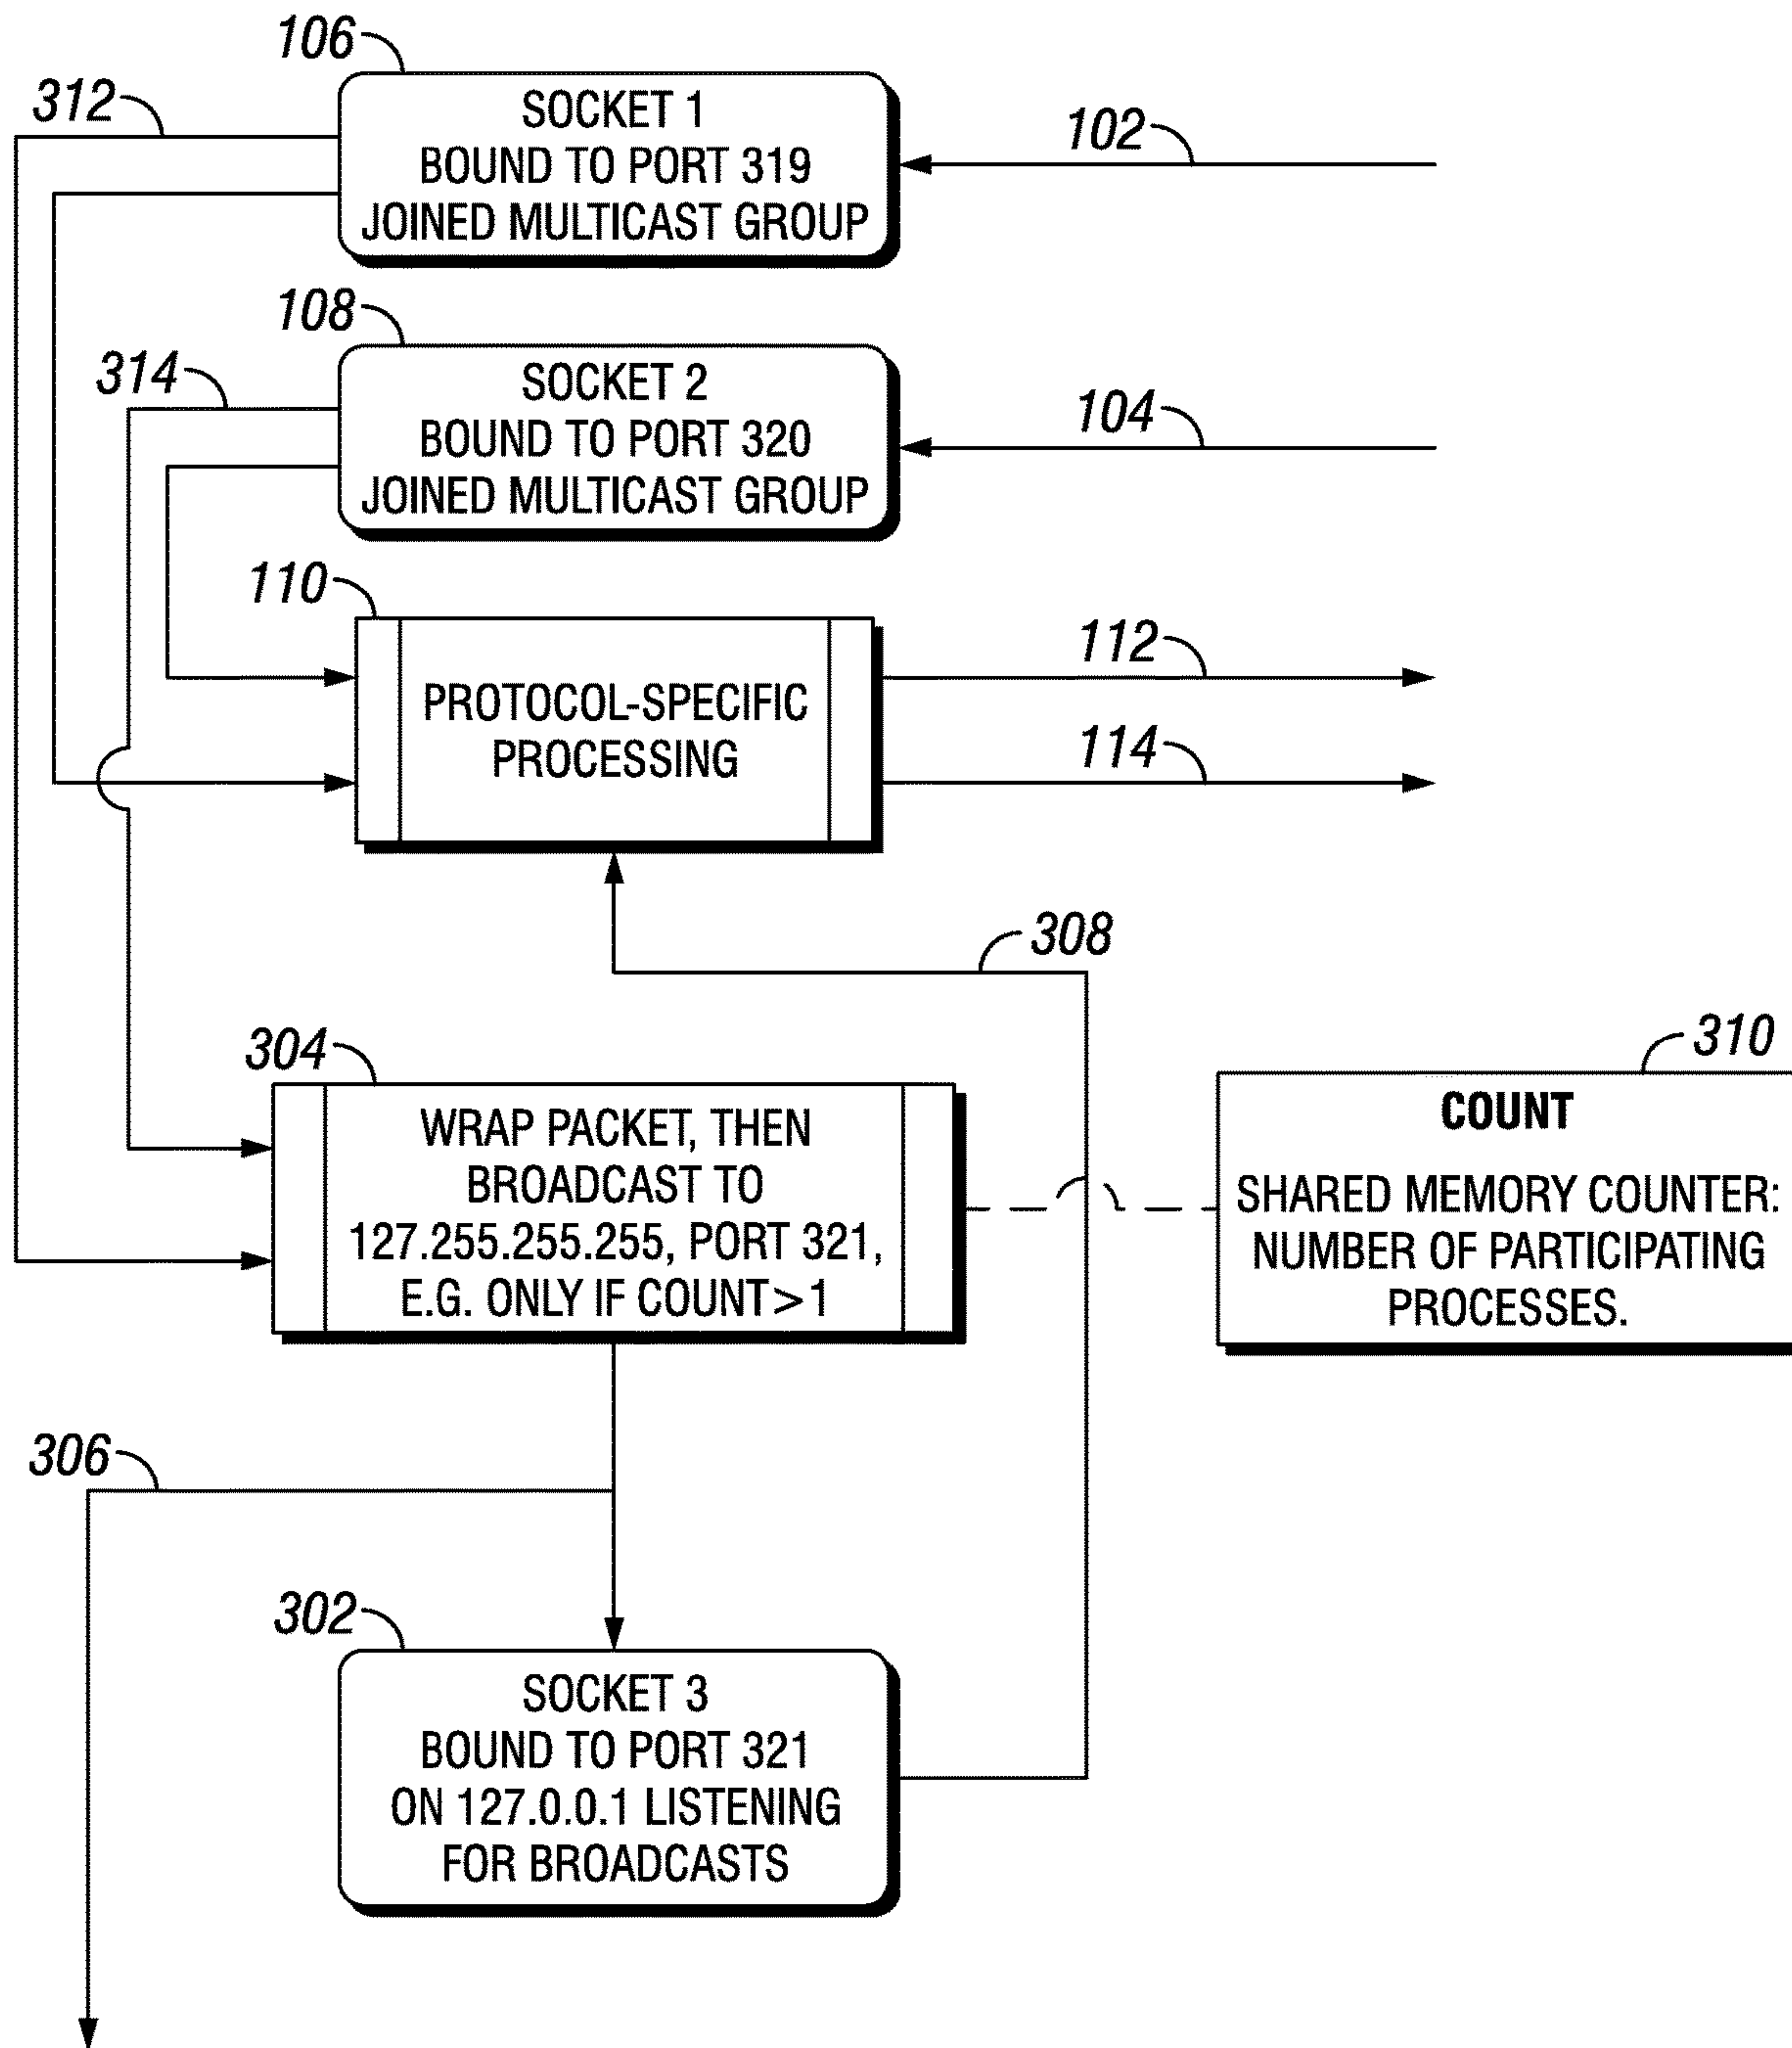 106
312
SOCKET 1
BOUND TO PORT 319
JOINED MULTICAST GROUP
102
108
314
SOCKET 2
BOUND TO PORT 320
JOINED MULTICAST GROUP
104
110
PROTOCOL-SPECIFIC
PROCESSING
112
114
308
304
WRAP PACKET, THEN
BROADCAST TO
127.255.255.255, PORT 321,
E.G. ONLY IF COUNT>1
310
COUNT
SHARED MEMORY COUNTER:
NUMBER OF PARTICIPATING
PROCESSES.
306
302
SOCKET 3
BOUND TO PORT 321
ON 127.0.0.1 LISTENING
FOR BROADCASTS